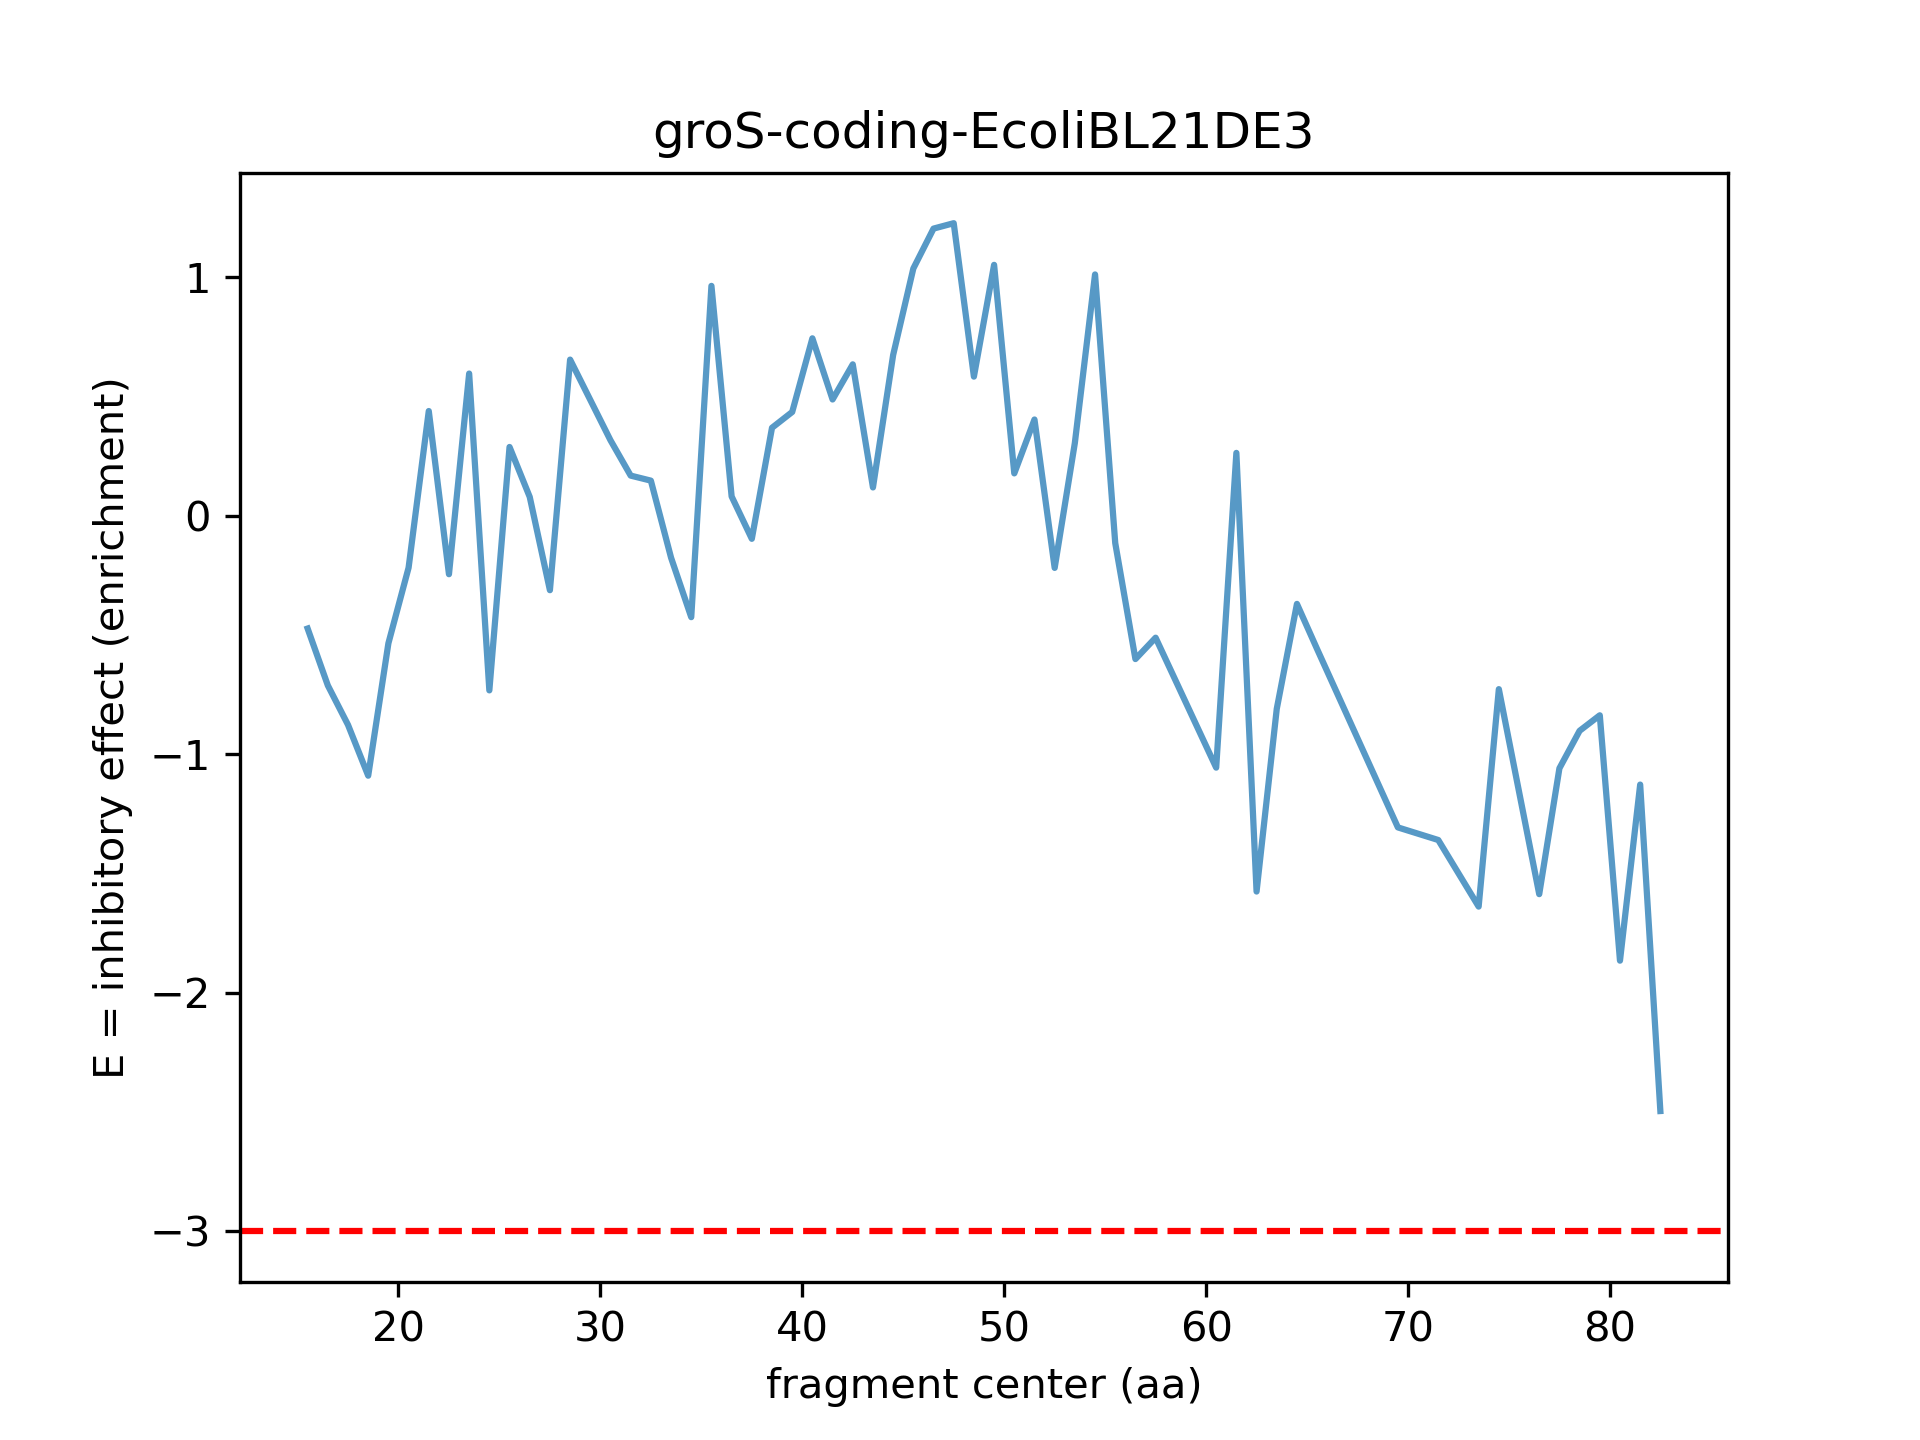 groS-coding-EcoliBL21DE3
E = inhibitory effect (enrichment)
1
0
−1
−2
−3
20 30 40 50 60 70 80
fragment center (aa)